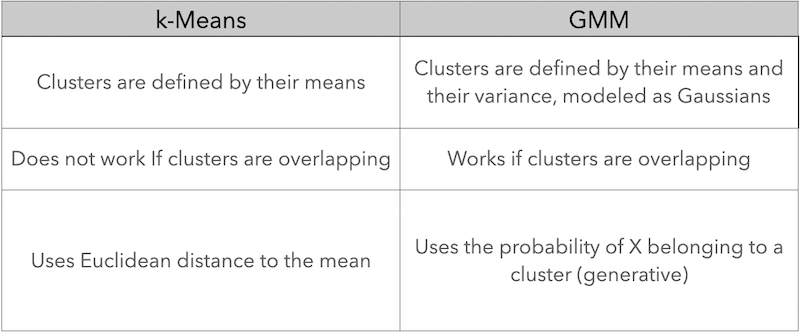 k-Means
GMM
Clusters are defined by their means
Clusters are defined by their means and
their variance, modeled as Gaussians
Does not work If clusters are overlapping
Works if clusters are overlapping
Uses Euclidean distance to the mean
Uses the probability of X belonging to a
cluster (generative)